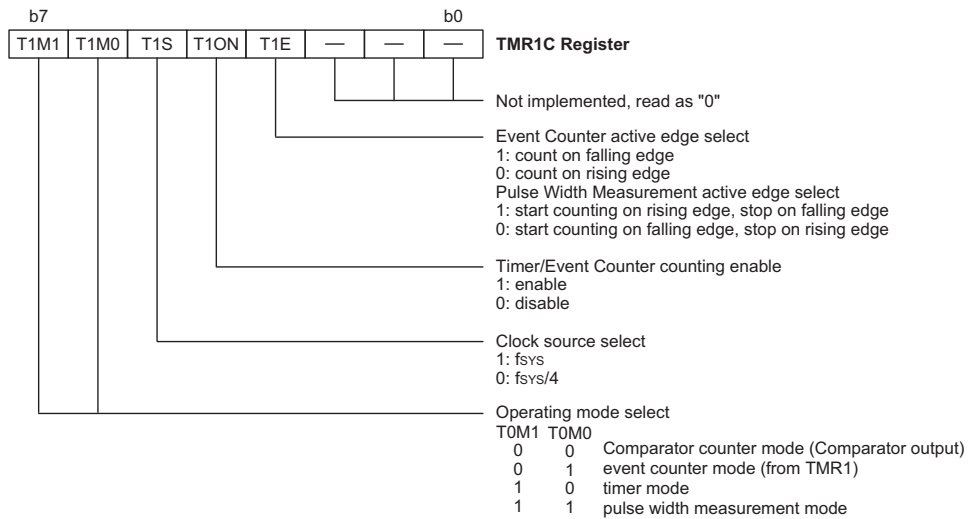 b7 b0
T1M1 T1M0 T1S T1ON T1E — — — TMR1C Register
Not implemented, read as "0"
Event Counter active edge select
1: count on falling edge
0: count on rising edge
Pulse Width Measurement active edge select
1: start counting on rising edge, stop on falling edge
0: start counting on falling edge, stop on rising edge
Timer/Event Counter counting enable
1: enable
0: disable
Clock source select
1: fSYS
0: fSYS/4
Operating mode select
T0M1 T0M0
0 0 Comparator counter mode (Comparator output)
0 1 event counter mode (from TMR1)
1 0 timer mode
1 1 pulse width measurement mode